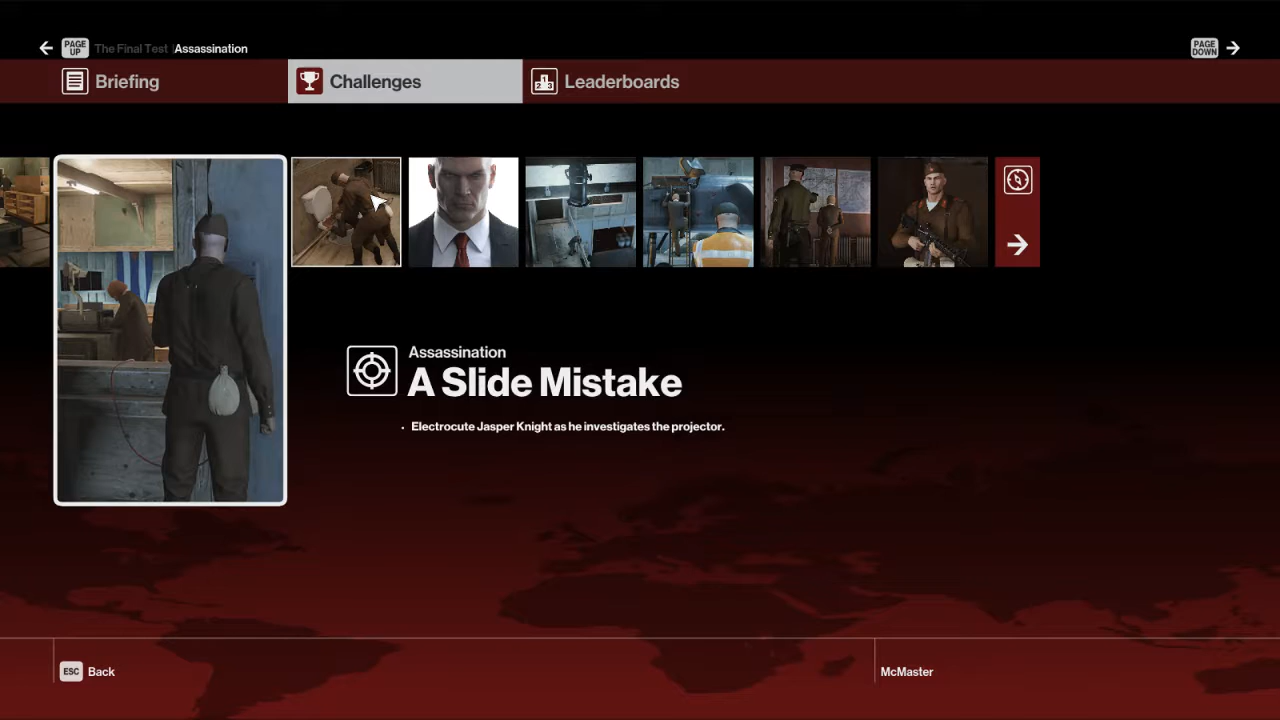 PAGE UP The Final Test Assassination
PAGE DOWN
Briefing
Challenges
Leaderboards
Assassination
A Slide Mistake
Electrocute Jasper Knight as he investigates the projector.
ESC Back
McMaster